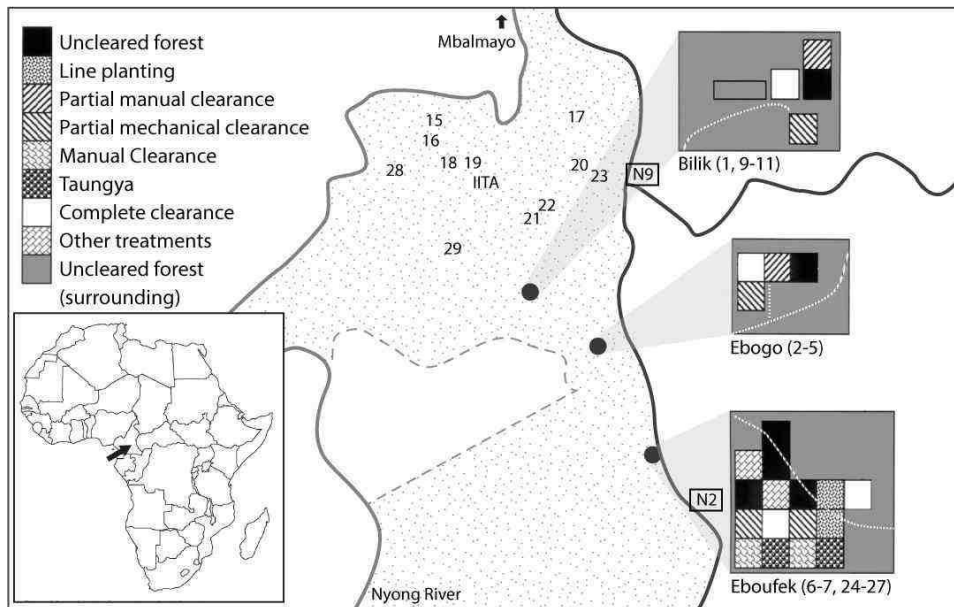 Uncleared forest
Line planting
Partial manual clearance
Partial mechanical clearance
Manual Clearance
Taungya
Complete clearance
Other treatments
Uncleared forest
(surrounding)
Mbalmayo
15
16
17
18
19
IITA
20
23
28
22
21
29
N9
N2
Nyong River
Bilik (1, 9-11)
Ebogo (2-5)
Eboufek (6-7, 24-27)